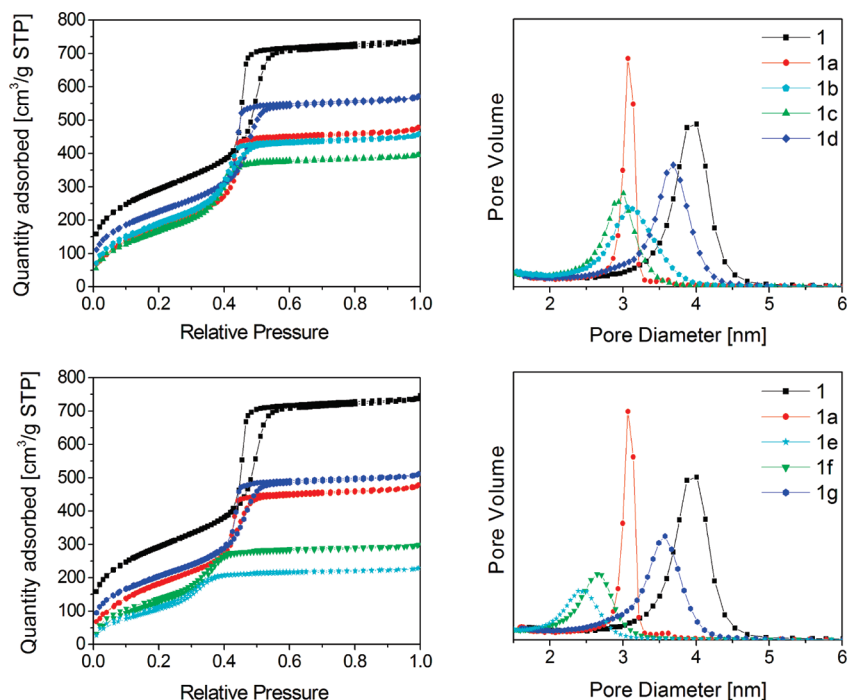 Quantity adsorbed [cm³/g STP]
800
700
600
500
400
300
200
100
0
0.0 0.2 0.4 0.6 0.8 1.0
Relative Pressure
Pore Volume
1
1a
1b
1c
1d
2 3 4 5 6
Pore Diameter [nm]
Quantity adsorbed [cm³/g STP]
800
700
600
500
400
300
200
100
0
0.0 0.2 0.4 0.6 0.8 1.0
Relative Pressure
Pore Volume
1
1a
1e
1f
1g
2 3 4 5 6
Pore Diameter [nm]